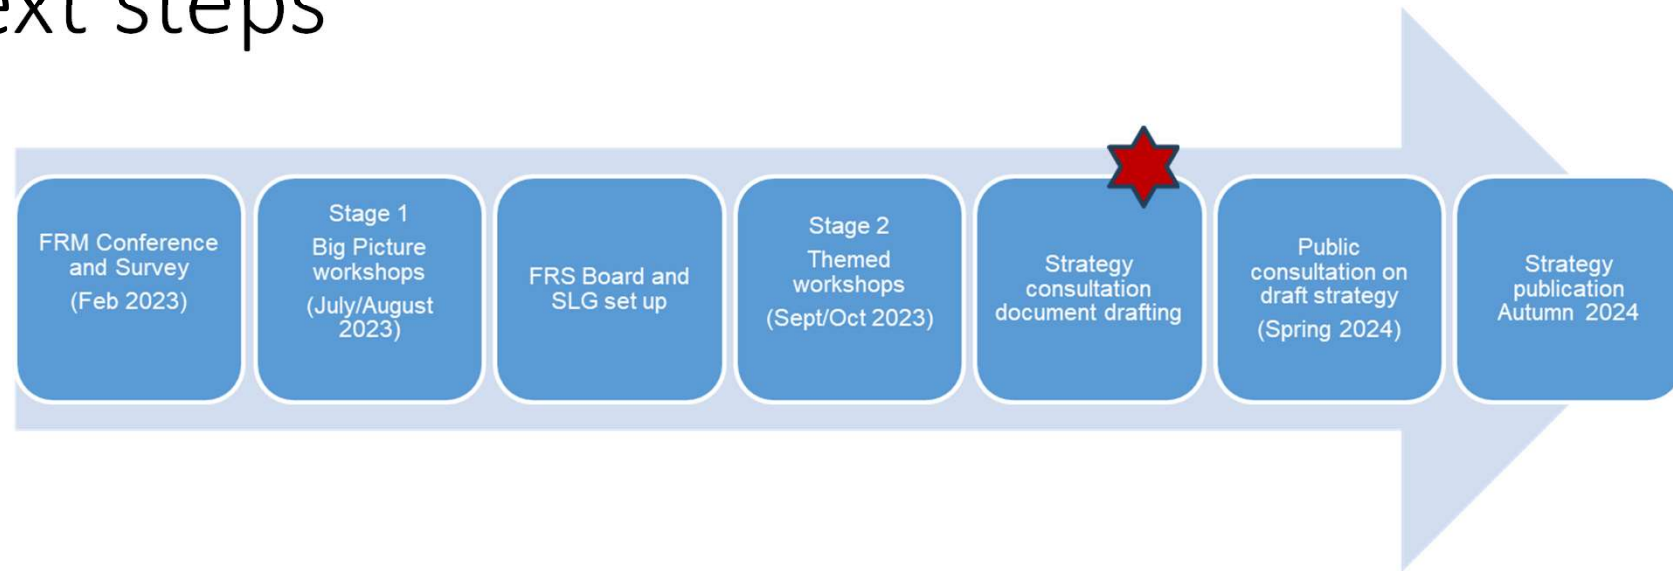 ext steps
FRM Conference
and Survey
(Feb 2023)
Stage 1
Big Picture
workshops
(July/August
2023)
FRS Board and
SLG set up
Stage 2
Themed
workshops
(Sept/Oct 2023)
Strategy
consultation
document drafting
Public
consultation on
draft strategy
(Spring 2024)
Strategy
publication
Autumn 2024